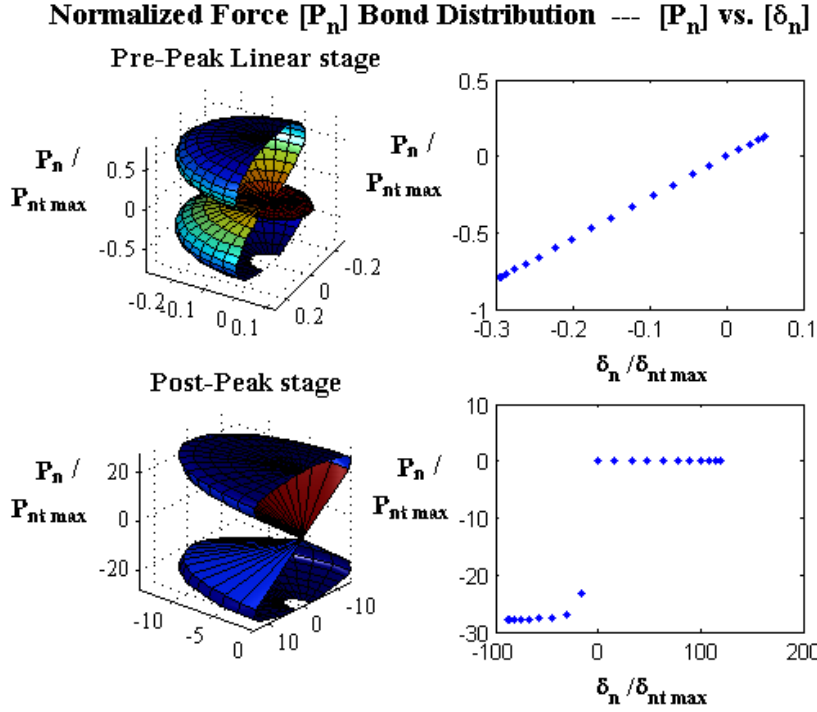 Normalized Force [Pn] Bond Distribution --- [Pn] vs. [δn]
Pre-Peak Linear stage
Pn /
Pnt max
0.5
0
-0.5
-0.2
-0.1
0
0.1
0.2
0
-0.2
Pn /
Pnt max
0.5
0
-0.5
-1
-0.3
-0.2
-0.1
0
0.1
δn /δnt max
Post-Peak stage
Pn /
Pnt max
20
0
-20
-10
-5
0
10
0
-10
Pn /
Pnt max
10
0
-10
-20
-30
-100
0
100
200
δn /δnt max